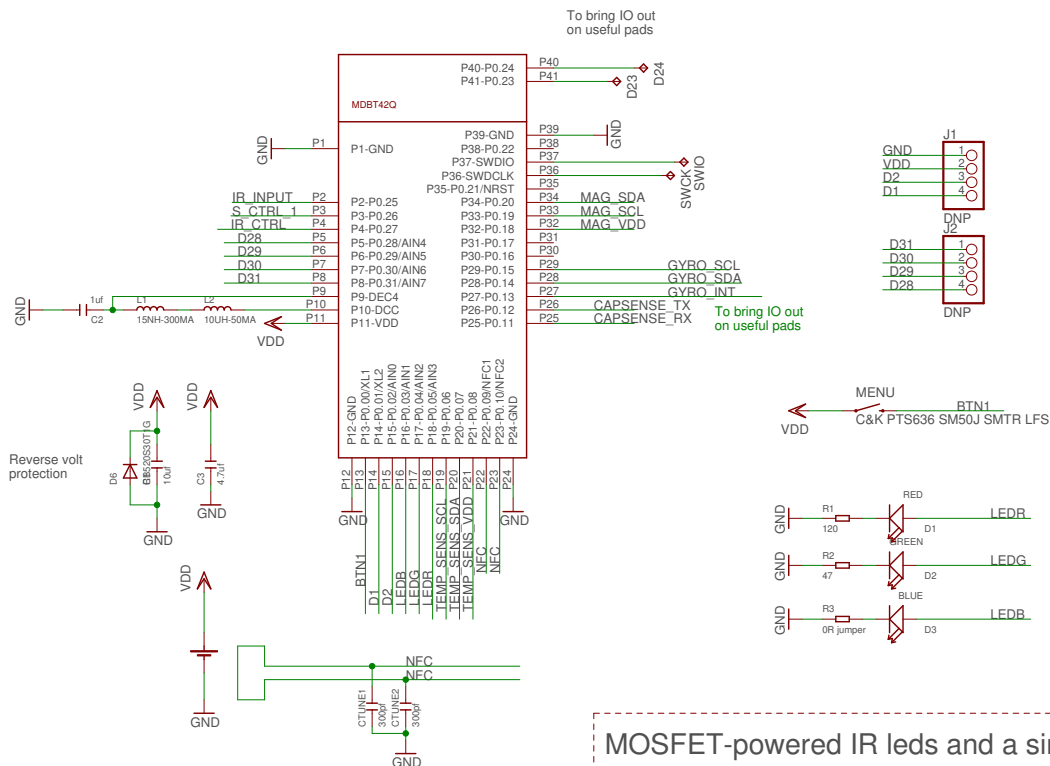 To bring IO out
on useful pads
P40-P0.24
P41-P0.23
P40
P41
D24
D23
MDBT42Q
GND
P1
P1-GND
P39-GND
P38-P0.22
P37-SWDIO
P36-SWDCLK
P35-P0.21/NRST
P34-P0.20
P33-P0.19
P32-P0.18
P31-P0.17
P30-P0.16
P29-P0.15
P28-P0.14
P27-P0.13
P26-P0.12
P25-P0.11
P39
P38
P37
P36
P35
P34
P33
P32
P31
P30
P29
P28
P27
P26
P25
GND
SWIO
SWCK
MAG_SDA
MAG_SCL
MAG_VDD
GYRO_SCL
GYRO_SDA
GYRO_INT
CAPSENSE_TX
CAPSENSE_RX
To bring IO out
on useful pads
IR_INPUT
S_CTRL_1
IR_CTRL
D28
D29
D30
D31
P2
P3
P4
P5
P6
P7
P8
P9
P10
P11
P2-P0.25
P3-P0.26
P4-P0.27
P5-P0.28/AIN4
P6-P0.29/AIN5
P7-P0.30/AIN6
P8-P0.31/AIN7
P9-DEC4
P10-DCC
P11-VDD
GND
1uf
C2
L1
15NH-300MA
L2
10UH-50MA
VDD
P12-GND
P13-P0.00/XL1
P14-P0.01/XL2
P15-P0.02/AIN0
P16-P0.03/AIN1
P17-P0.04/AIN2
P18-P0.05/AIN3
P19-P0.06
P20-P0.07
P21-P0.08
P22-P0.09/NFC1
P23-P0.10/NFC2
P24-GND
P12
P13
P14
P15
P16
P17
P18
P19
P20
P21
P22
P23
P24
GND
BTN1
D1
D2
LEDB
LEDG
LEDR
TEMP_SENS_SCL
TEMP_SENS_SDA
TEMP_SENS_VDD
NFC
NFC
GND
J1
GND
VDD
D2
D1
1
2
3
4
DNP
J2
D31
D30
D29
D28
1
2
3
4
DNP
MENU
BTN1
VDD
C&K PTS636 SM50J SMTR LFS
Reverse volt
protection
VDD
D6
10uf
GND
VDD
C3
4.7uf
GND
GND
R1
120
RED
D1
LEDR
GND
R2
47
GREEN
D2
LEDG
GND
R3
0R jumper
BLUE
D3
LEDB
VDD
GND
NFC
NFC
CTUNE1
300pf
CTUNE2
300pf
GND
MOSFET-powered IR leds and a si